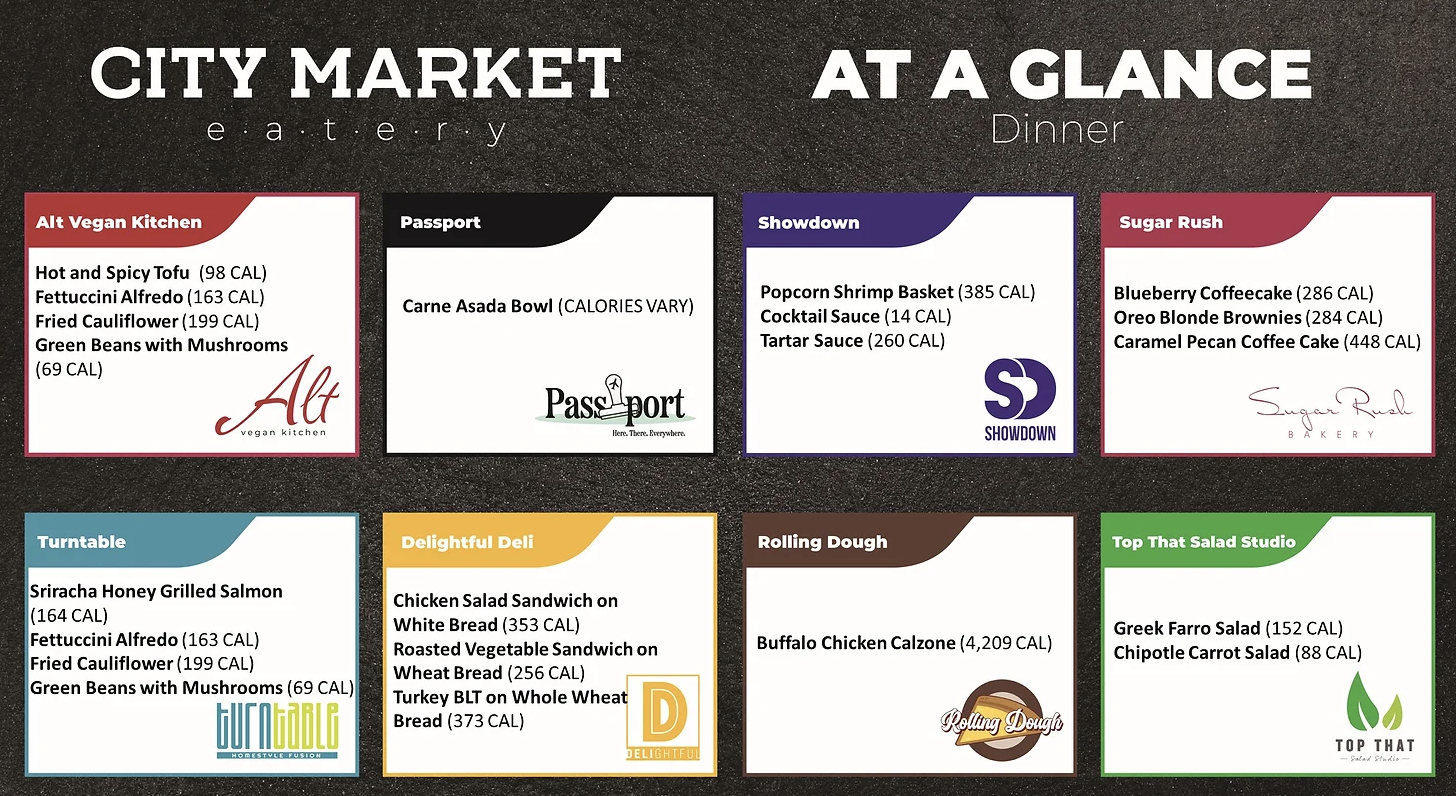 CITY MARKET
e·a·t·e·r·y
AT A GLANCE
Dinner
Alt Vegan Kitchen
Hot and Spicy Tofu (98 CAL)
Fettuccini Alfredo (163 CAL)
Fried Cauliflower (199 CAL)
Green Beans with Mushrooms
(69 CAL)
Alt
vegan kitchen
Passport
Carne Asada Bowl (CALORIES VARY)
Passport
Here. There. Everywhere.
Showdown
Popcorn Shrimp Basket (385 CAL)
Cocktail Sauce (14 CAL)
Tartar Sauce (260 CAL)
SD
SHOWDOWN
Sugar Rush
Blueberry Coffeecake (286 CAL)
Oreo Blonde Brownies (284 CAL)
Caramel Pecan Coffee Cake (448 CAL)
Sugar Rush
BAKERY
Turntable
Sriracha Honey Grilled Salmon
(164 CAL)
Fettuccini Alfredo (163 CAL)
Fried Cauliflower (199 CAL)
Green Beans with Mushrooms (69 CAL)
turntable
HOMESTYLE FUSION
Delightful Deli
Chicken Salad Sandwich on
White Bread (353 CAL)
Roasted Vegetable Sandwich on
Wheat Bread (256 CAL)
Turkey BLT on Whole Wheat
Bread (373 CAL)
D
DELIGHTFUL
Rolling Dough
Buffalo Chicken Calzone (4,209 CAL)
Rolling Dough
Top That Salad Studio
Greek Farro Salad (152 CAL)
Chipotle Carrot Salad (88 CAL)
TOP THAT
Salad Studio